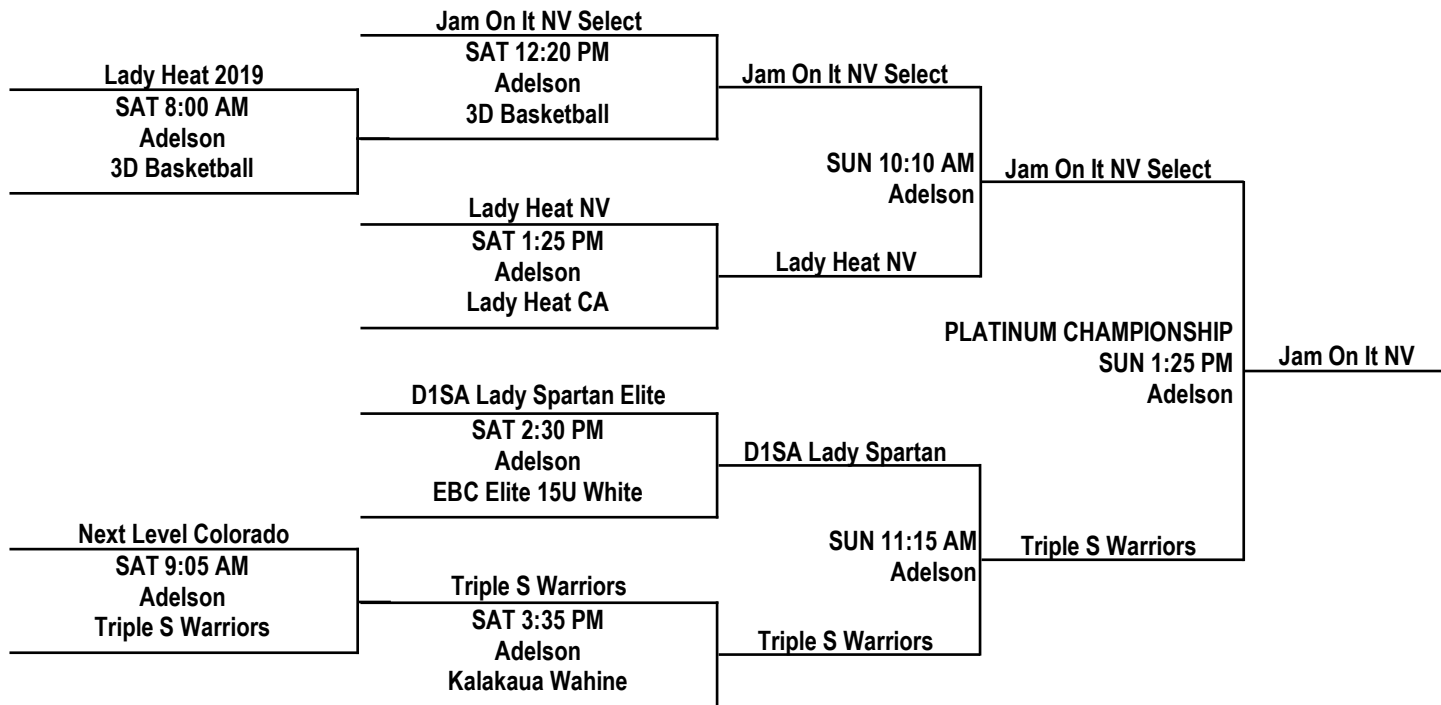 Lady Heat 2019
SAT 8:00 AM
Adelson
3D Basketball
Next Level Colorado
SAT 9:05 AM
Adelson
Triple S Warriors
Jam On It NV Select
SAT 12:20 PM
Adelson
3D Basketball
Lady Heat NV
SAT 1:25 PM
Adelson
Lady Heat CA
D1SA Lady Spartan Elite
SAT 2:30 PM
Adelson
EBC Elite 15U White
Triple S Warriors
SAT 3:35 PM
Adelson
Kalakaua Wahine
Jam On It NV Select
SUN 10:10 AM
Adelson
Lady Heat NV
D1SA Lady Spartan
SUN 11:15 AM
Adelson
Triple S Warriors
Jam On It NV Select
PLATINUM CHAMPIONSHIP
SUN 1:25 PM
Adelson
Triple S Warriors
Jam On It NV